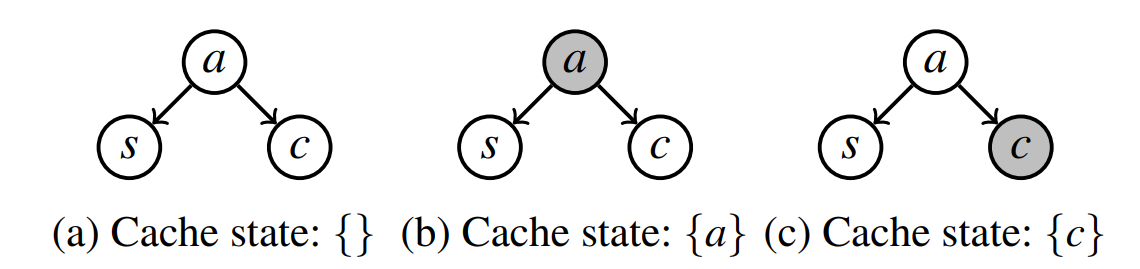 a a a
s c s c s c
(a) Cache state: {} (b) Cache state: {a} (c) Cache state: {c}